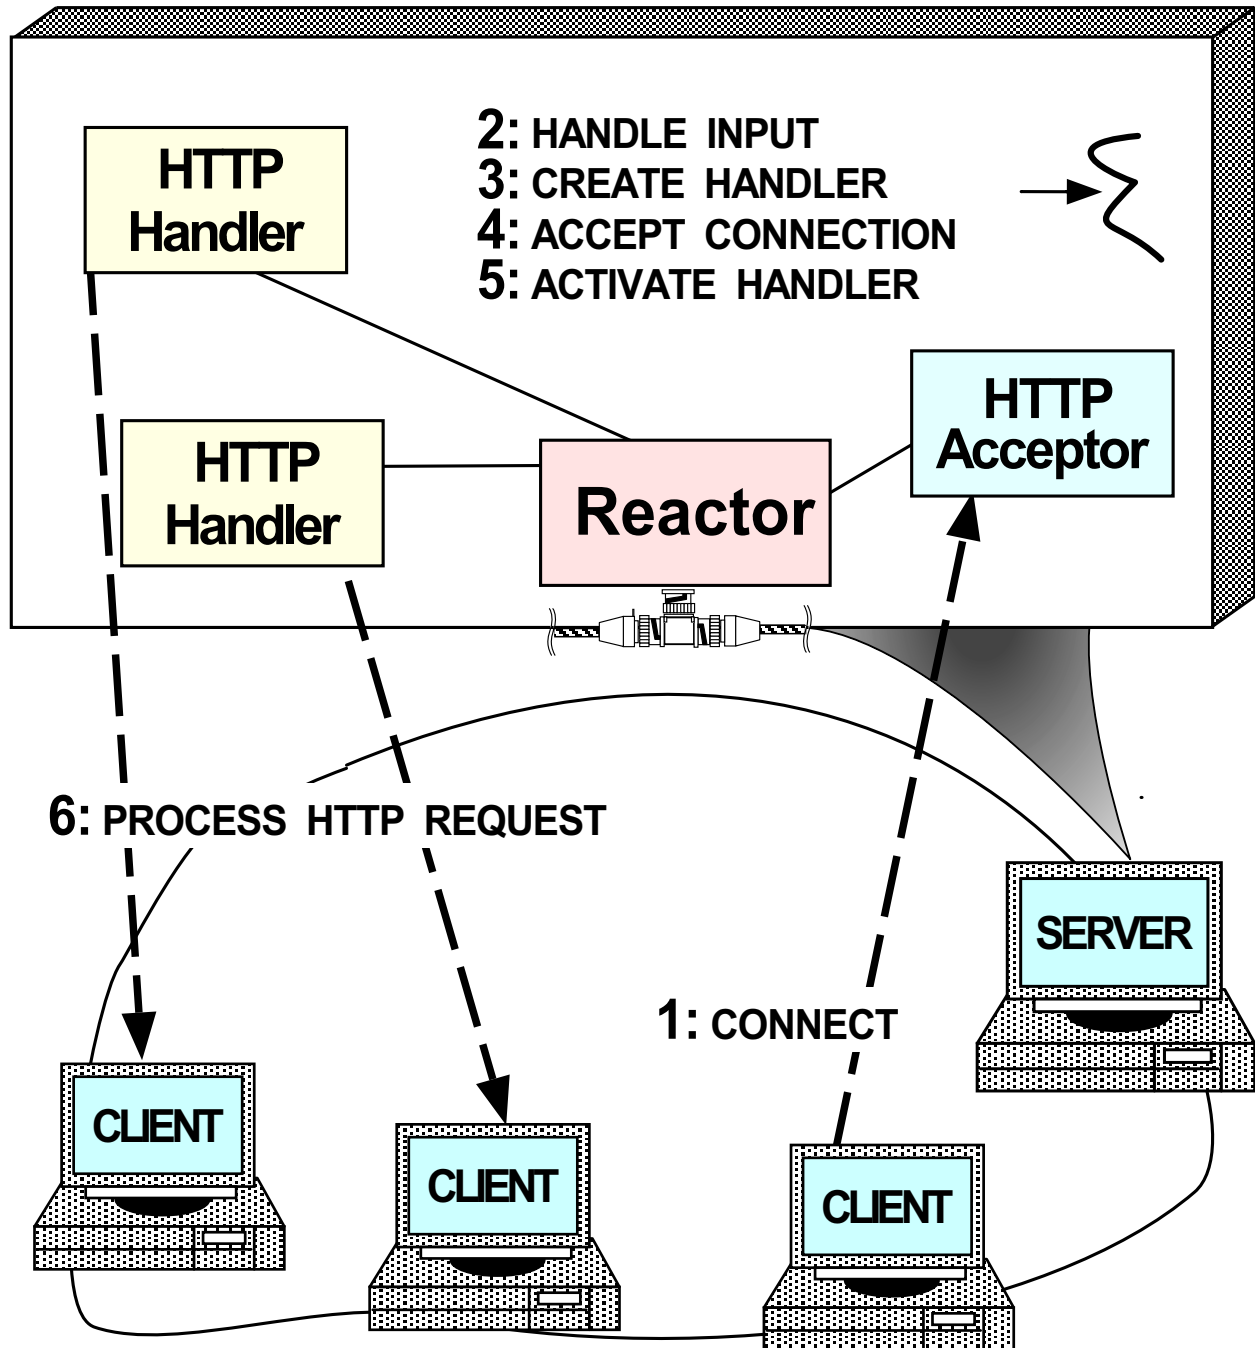 HTTP
Handler
2: HANDLE INPUT
3: CREATE HANDLER
4: ACCEPT CONNECTION
5: ACTIVATE HANDLER
HTTP
Acceptor
HTTP
Handler
Reactor
6: PROCESS HTTP REQUEST
SERVER
1: CONNECT
CLIENT
CLIENT
CLIENT